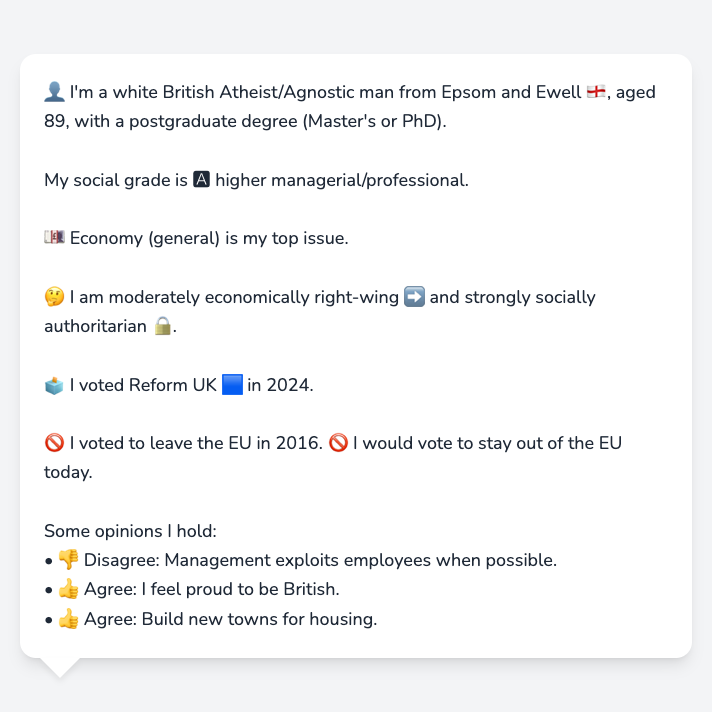 👤 I'm a white British Atheist/Agnostic man from Epsom and Ewell 🏴󠁧󠁢󠁥󠁮󠁧󠁿, aged
89, with a postgraduate degree (Master's or PhD).
My social grade is 🅰 higher managerial/professional.
💷 Economy (general) is my top issue.
🤔 I am moderately economically right-wing ➡️ and strongly socially
authoritarian 🔒.
🗳️ I voted Reform UK 🟦 in 2024.
🚫 I voted to leave the EU in 2016. 🚫 I would vote to stay out of the EU
today.
Some opinions I hold:
• 👎 Disagree: Management exploits employees when possible.
• 👍 Agree: I feel proud to be British.
• 👍 Agree: Build new towns for housing.